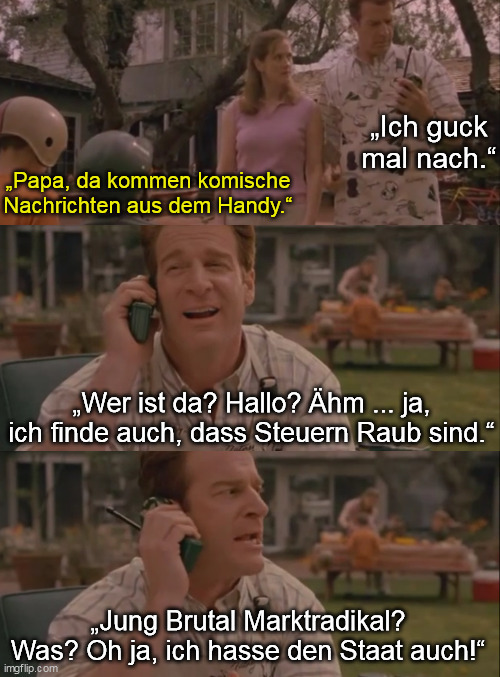 „Ich guck
mal nach.“
„Papa, da kommen komische
Nachrichten aus dem Handy.“
„Wer ist da? Hallo? Ähm ... ja,
ich finde auch, dass Steuern Raub sind.“
„Jung Brutal Marktradikal?
Was? Oh ja, ich hasse den Staat auch!“
imgflip.com